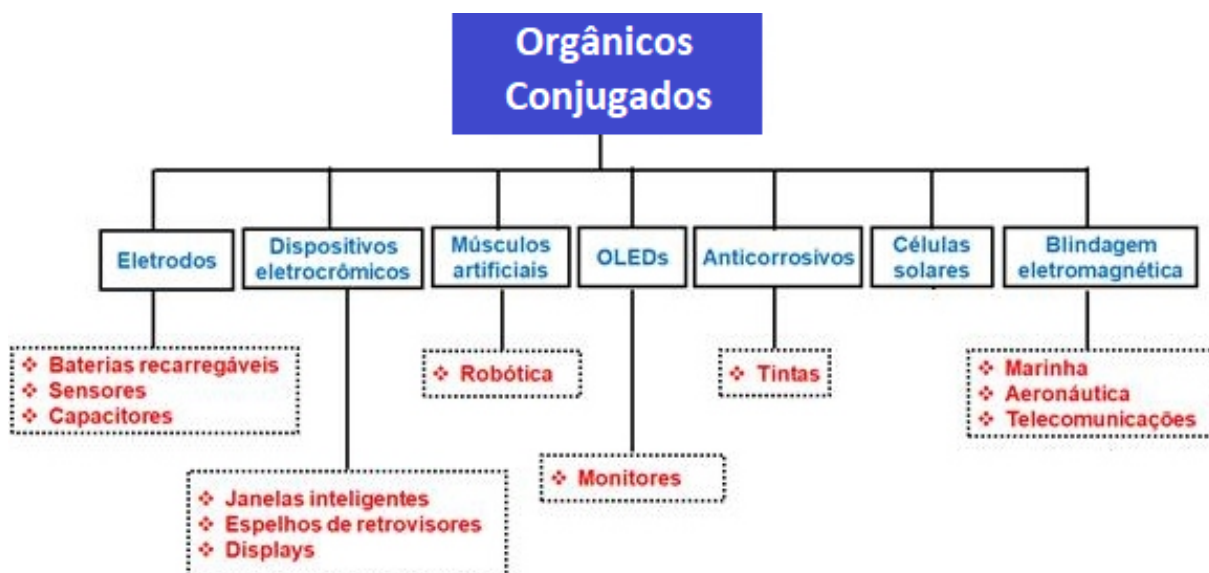 Orgânicos
Conjugados
Eletrodos
Dispositivos
eletrocrômicos
Músculos
artificiais
OLEDs
Anticorrosivos
Células
solares
Blindagem
eletromagnética
❖ Baterias recarregáveis
❖ Sensores
❖ Capacitores
❖ Janelas inteligentes
❖ Espelhos de retrovisores
❖ Displays
❖ Robótica
❖ Monitores
❖ Tintas
❖ Marinha
❖ Aeronáutica
❖ Telecomunicações